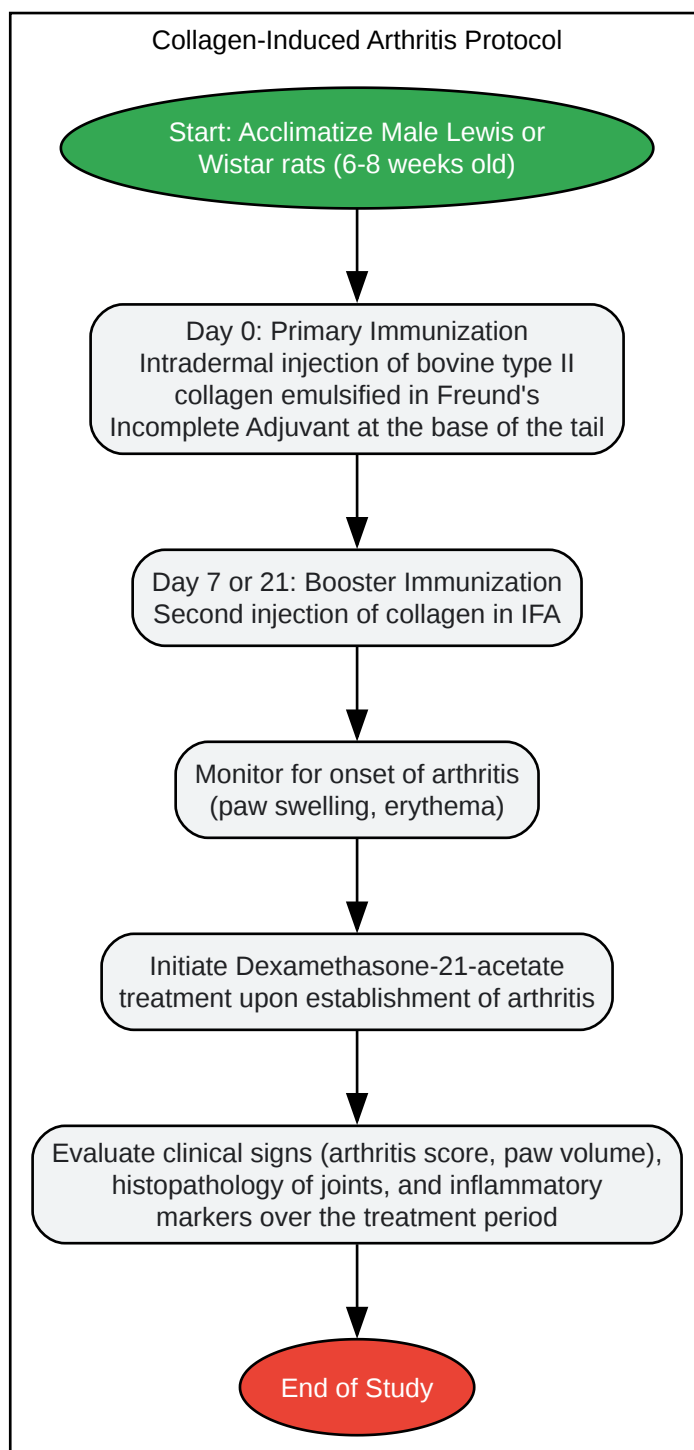 Collagen-Induced Arthritis Protocol
Start: Acclimatize Male Lewis or
Wistar rats (6-8 weeks old)
Day 0: Primary Immunization
Intradermal injection of bovine type II
collagen emulsified in Freund's
Incomplete Adjuvant at the base of the tail
Day 7 or 21: Booster Immunization
Second injection of collagen in IFA
Monitor for onset of arthritis
(paw swelling, erythema)
Initiate Dexamethasone-21-acetate
treatment upon establishment of arthritis
Evaluate clinical signs (arthritis score, paw volume),
histopathology of joints, and inflammatory
markers over the treatment period
End of Study